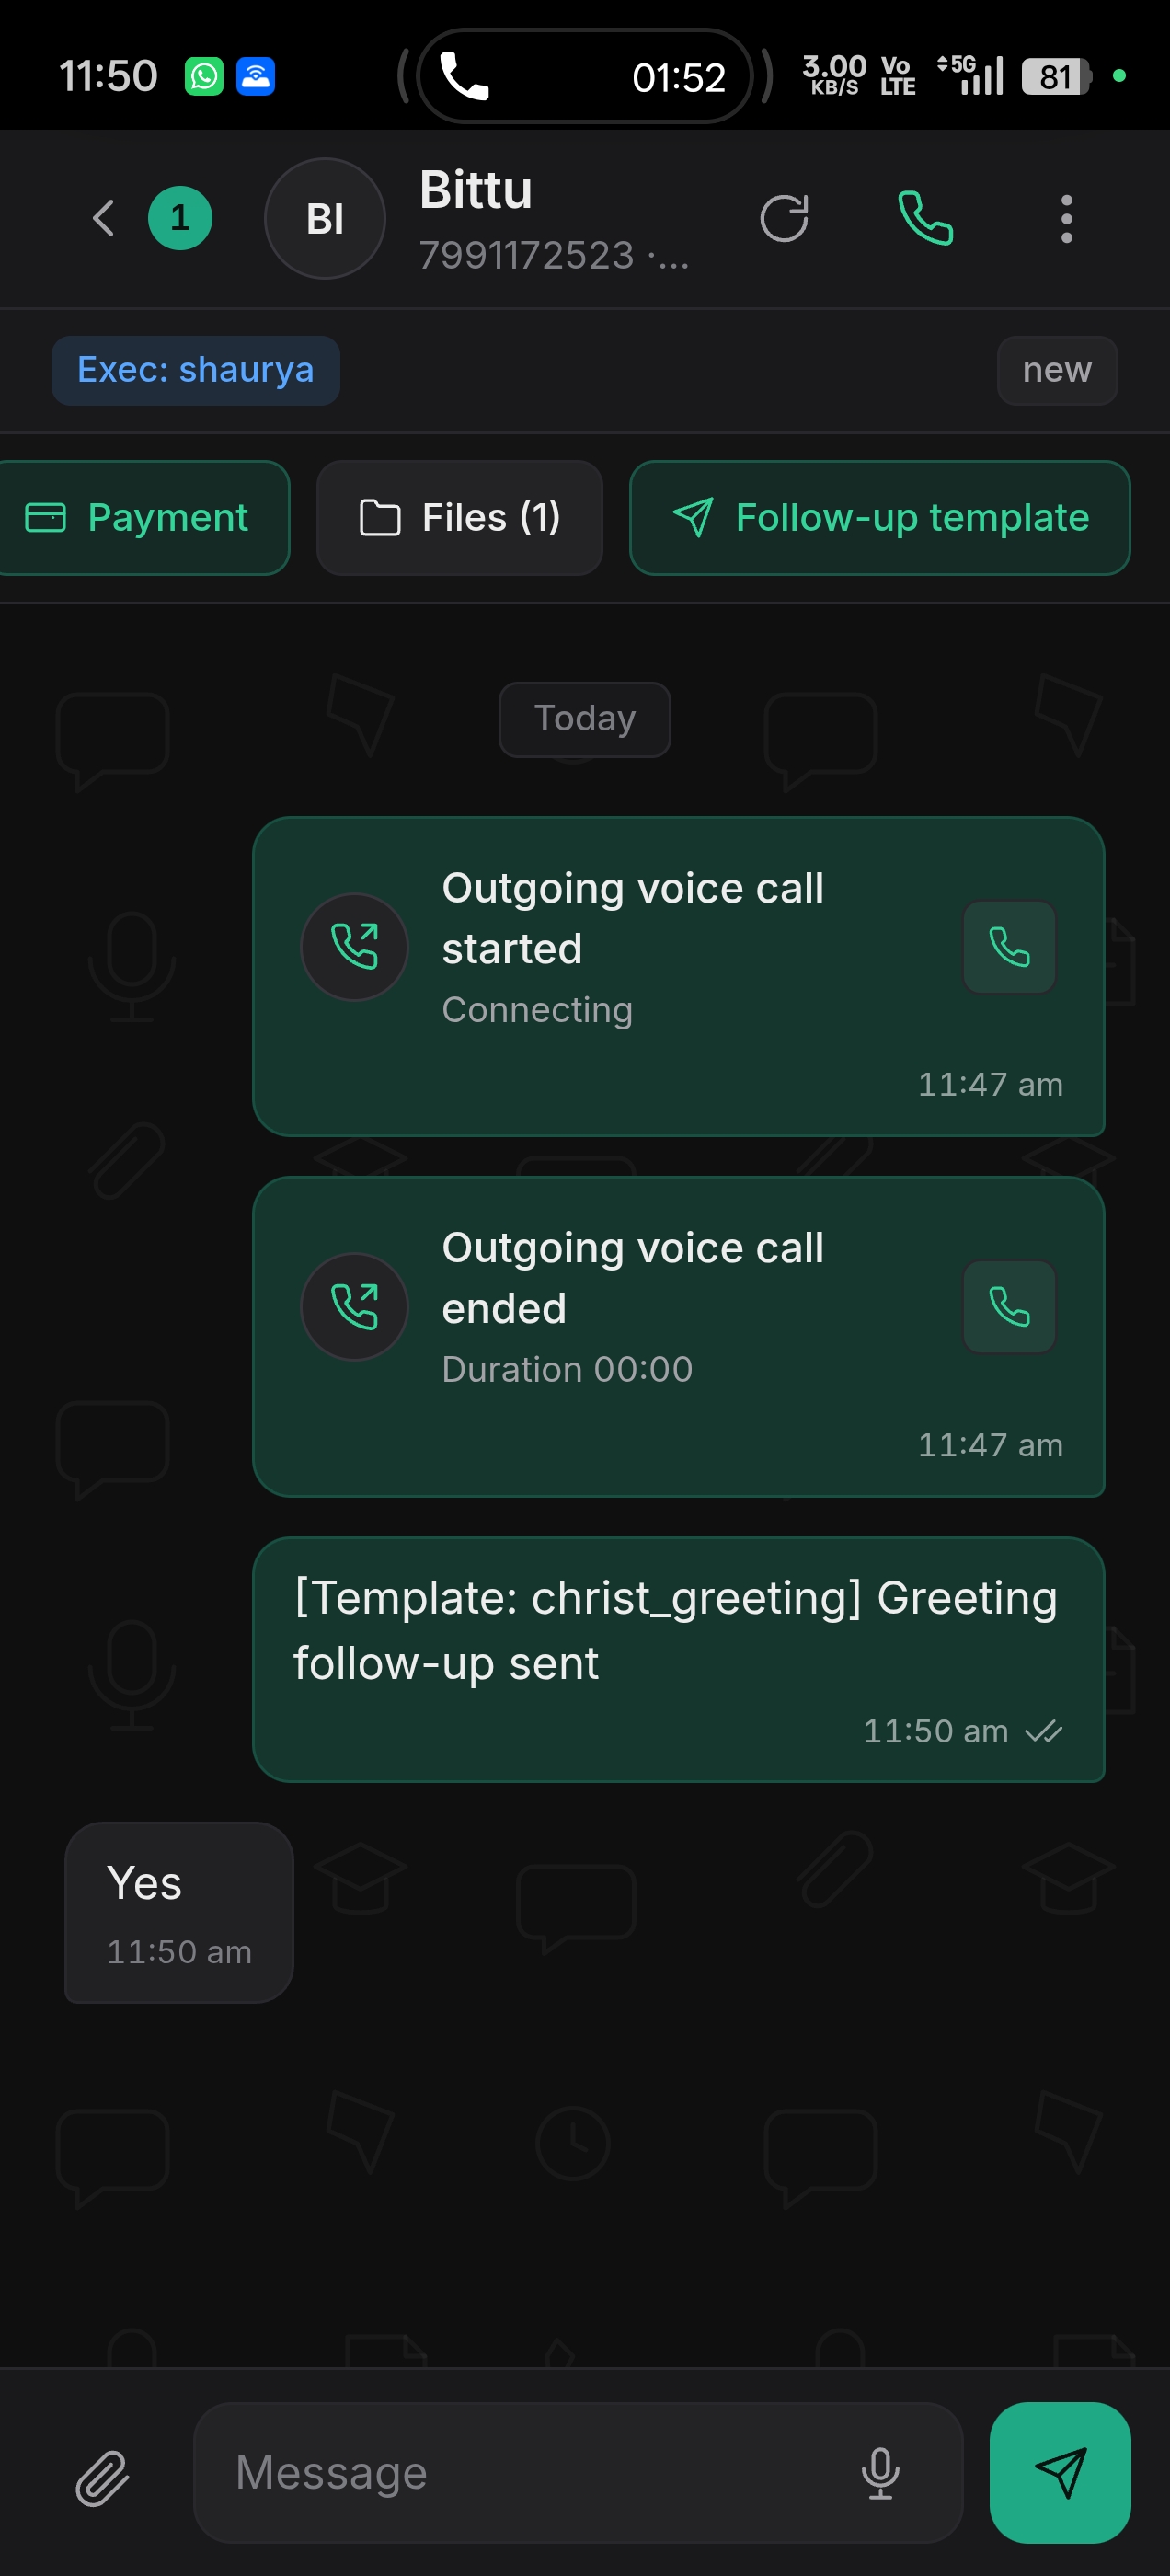 11:50
01:52
3.00
KB/S
Vo
LTE
5G
81
1
BI
Bittu
7991172523 ·...
Exec: shaurya
new
Payment
Files (1)
Follow-up template
Today
Outgoing voice call
started
Connecting
11:47 am
Outgoing voice call
ended
Duration 00:00
11:47 am
[Template: christ_greeting] Greeting
follow-up sent
11:50 am
Yes
11:50 am
Message